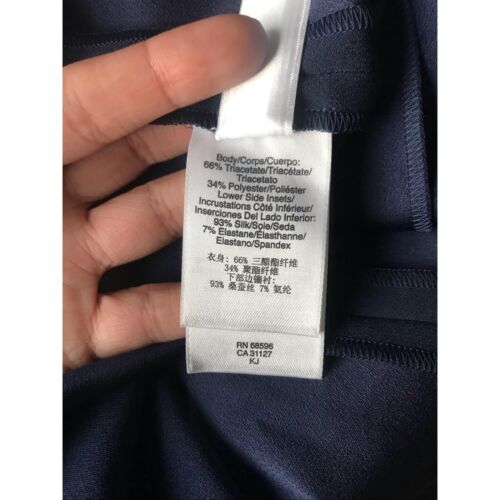 Body/Corps/Cuerpo:
66% Triacetate/Triacétate/
Triacetato
34% Polyester/Poliéster
Lower Side Insets/
Incrustations Côté Inférieur/
Inserciones Del Lado Inferior:
93% Silk/Soie/Seda
7% Elastane/Élasthanne/
Elastano/Spandex
衣身: 66% 三醋酯纤维
34% 聚酯纤维
下部边镶衬:
93% 桑蚕丝 7% 氨纶
RN 68596
CA 31127
KJ